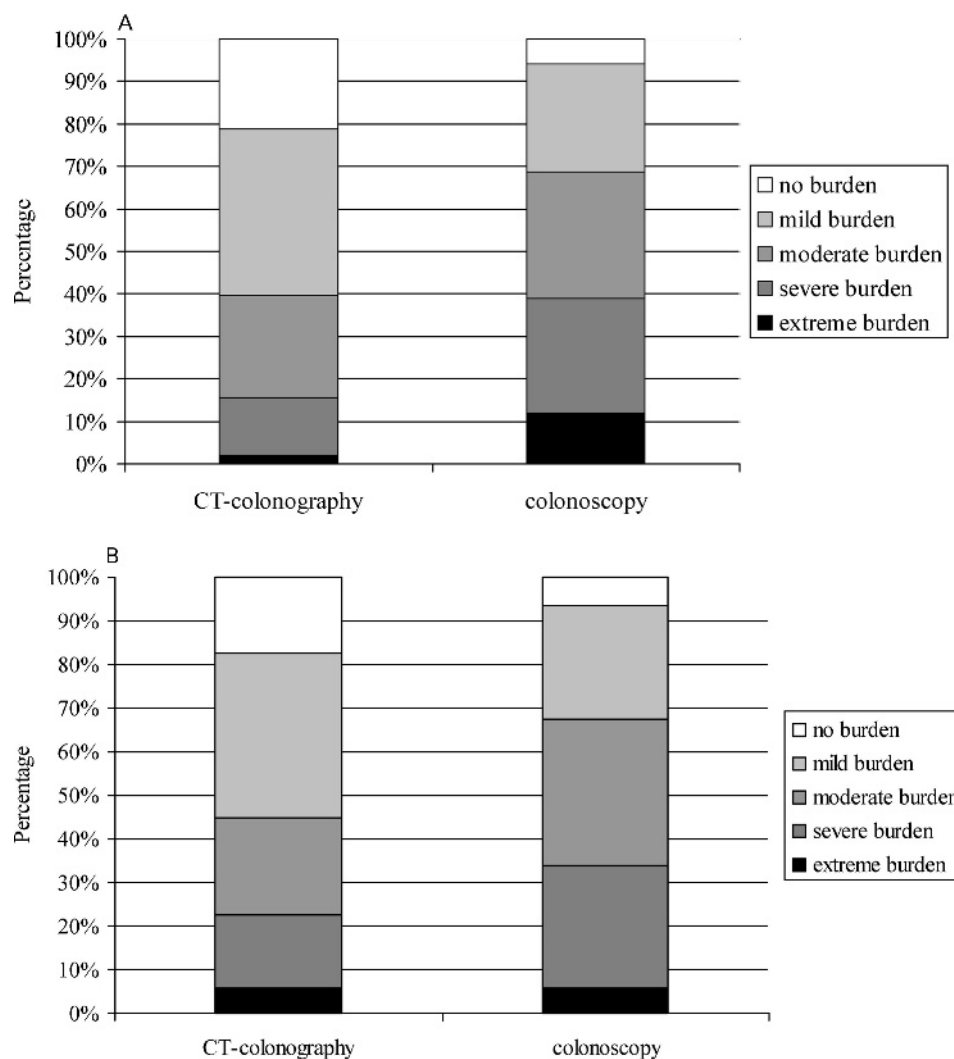 A
100%
90%
80%
70%
60%
50%
40%
30%
20%
10%
0%
Percentage
CT-colonography
colonoscopy
no burden
mild burden
moderate burden
severe burden
extreme burden
B
100%
90%
80%
70%
60%
50%
40%
30%
20%
10%
0%
Percentage
CT-colonography
colonoscopy
no burden
mild burden
moderate burden
severe burden
extreme burden